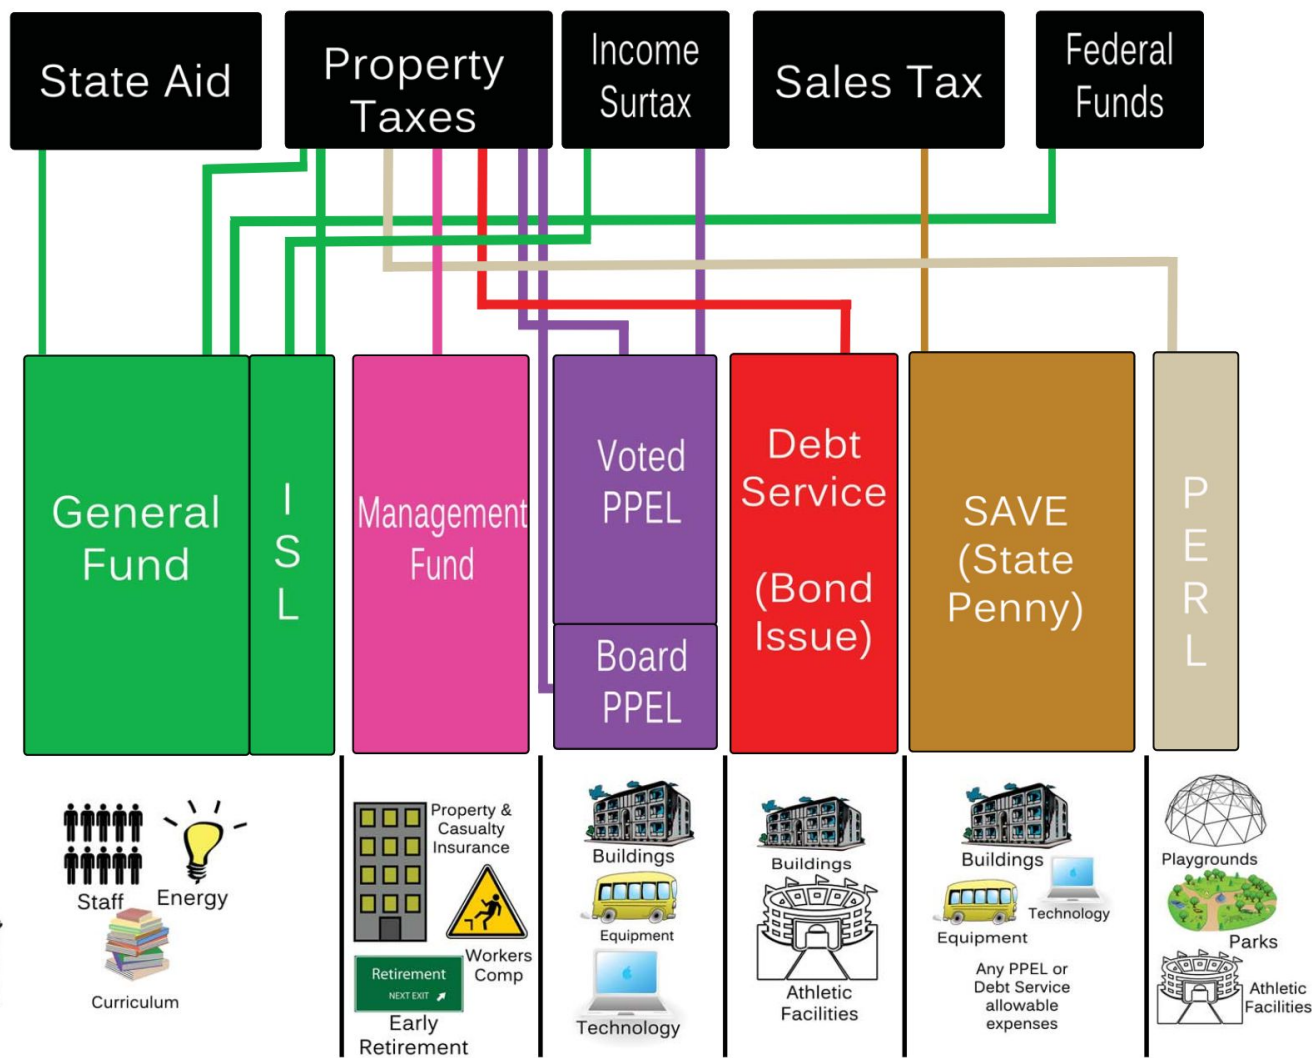 State Aid
Property
Taxes
Income
Surtax
Sales Tax
Federal
Funds
General
Fund
I
S
L
Management
Fund
Voted
PPEL
Board
PPEL
Debt
Service
(Bond
Issue)
SAVE
(State
Penny)
P
E
R
L
Staff
Energy
Curriculum
Property &
Casualty
Insurance
Workers
Comp
Retirement
NEXT EXIT
Early
Retirement
Buildings
Equipment
Technology
Buildings
Athletic
Facilities
Buildings
Technology
Equipment
Any PPEL or
Debt Service
allowable
expenses
Playgrounds
Parks
Athletic
Facilities